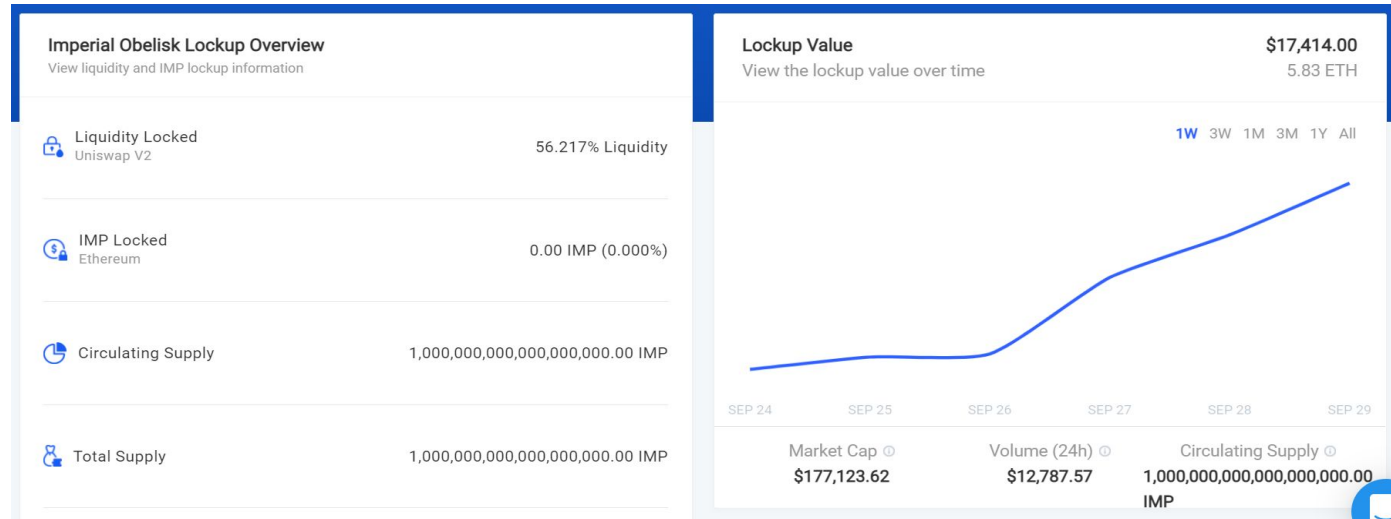 Imperial Obelisk Lockup Overview
View liquidity and IMP lockup information
Liquidity Locked
Uniswap V2
56.217% Liquidity
IMP Locked
Ethereum
0.00 IMP (0.000%)
Circulating Supply
1,000,000,000,000,000,000.00 IMP
Total Supply
1,000,000,000,000,000,000.00 IMP
Lockup Value
$17,414.00
View the lockup value over time
5.83 ETH
1W 3W 1M 3M 1Y All
SEP 24 SEP 25 SEP 26 SEP 27 SEP 28 SEP 29
Market Cap
$177,123.62
Volume (24h)
$12,787.57
Circulating Supply
1,000,000,000,000,000,000.00
IMP